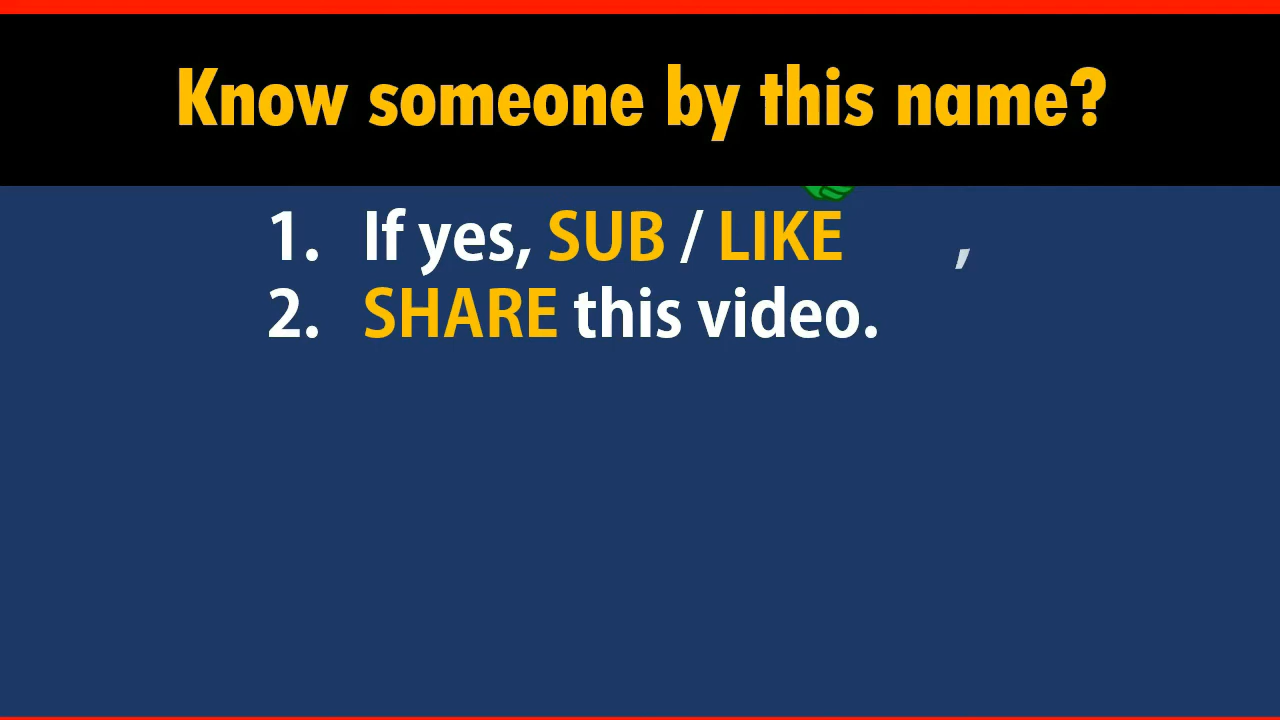 Know someone by this name?
1. If yes, SUB / LIKE ,
2. SHARE this video.